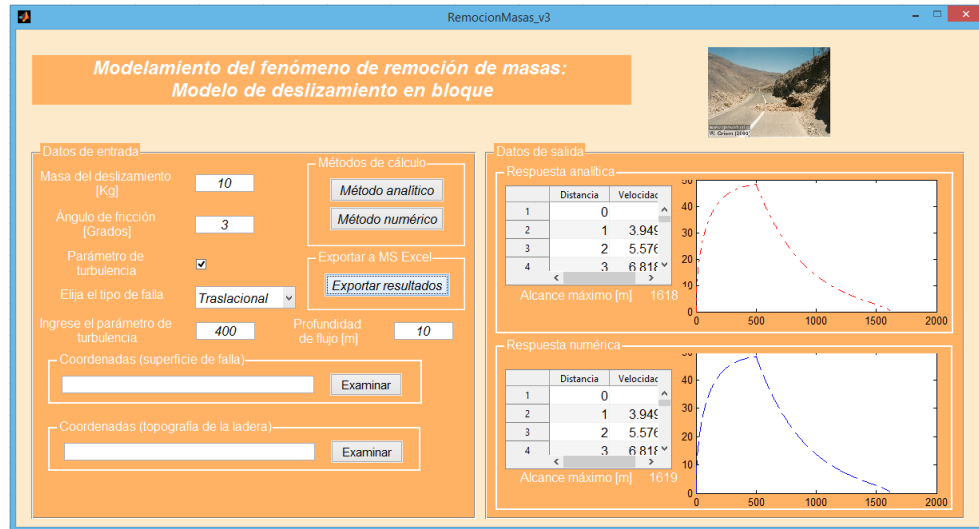 RemocionMasas_v3
Modelamiento del fenómeno de remoción de masas:
Modelo de deslizamiento en bloque
Datos de entrada
Masa del deslizamiento
[Kg]
10
Ángulo de fricción
[Grados]
3
Parámetro de
turbulencia
Elija el tipo de falla
Traslacional
Ingrese el parámetro de
turbulencia
400
Profundidad
de flujo [m]
10
Métodos de cálculo
Método analítico
Método numérico
Exportar a MS Excel
Exportar resultados
Coordenadas (superficie de falla)
Examinar
Coordenadas (topografía de la ladera)
Examinar
Datos de salida
Respuesta analítica
Distancia Velocidad
1 0
2 1 3.949
3 2 5.576
4 3 6.818
Alcance máximo [m] 1618
50
40
30
20
10
0
0 500 1000 1500 2000
Respuesta numérica
Distancia Velocidad
1 0
2 1 3.949
3 2 5.576
4 3 6.818
Alcance máximo [m] 1619
50
40
30
20
10
0
0 500 1000 1500 2000